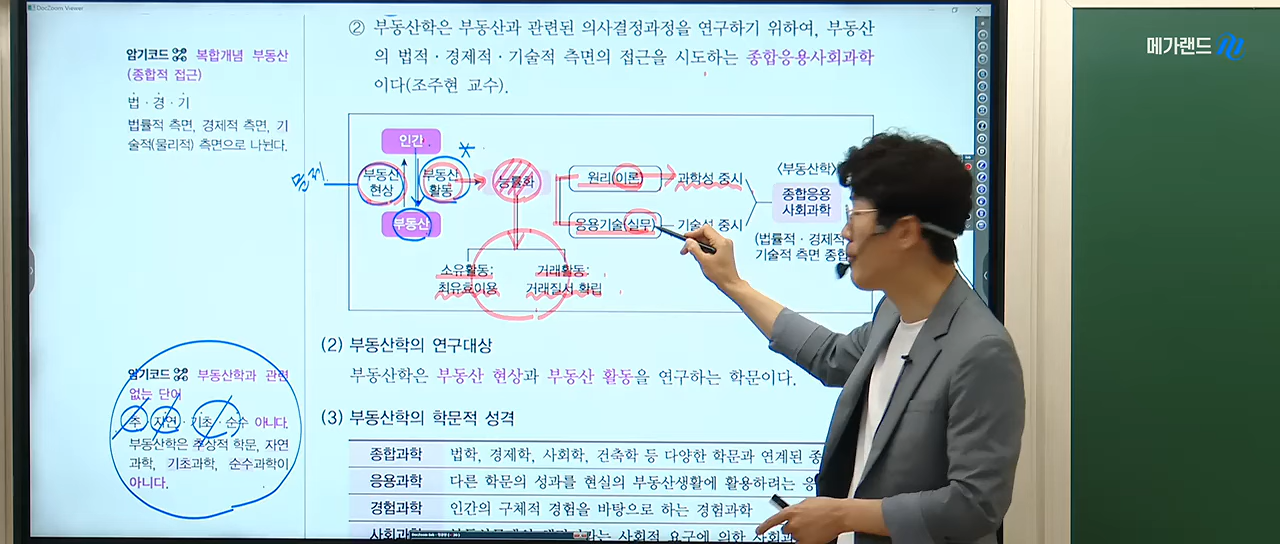 DocZoom Viewer
메가랜드
② 부동산학은 부동산과 관련된 의사결정과정을 연구하기 위하여, 부동산
의 법적·경제적·기술적 측면의 접근을 시도하는 종합응용사회과학
이다(조주현 교수).
암기코드 복합개념 부동산
(종합적 접근)
법·경·기
법률적 측면, 경제적 측면, 기
술적(물리적) 측면으로 나뉜다.
인간
부동산
현상
부동산
활동
부동산
능률화
소유활동:
최유효이용
거래활동:
거래질서 확립
원리(이론)
과학성 중시
응용기술(실무)
기술성 중시
〈부동산학〉
종합응용
사회과학
(법률적·경제적
기술적 측면 종합
(2) 부동산학의 연구대상
부동산학은 부동산 현상과 부동산 활동을 연구하는 학문이다.
암기코드 부동산학과 관련
없는 단어
추·자연·기초·순수 아니다.
부동산학은 추상적 학문, 자연
과학, 기초과학, 순수과학이
아니다.
(3) 부동산학의 학문적 성격
종합과학 법학, 경제학, 사회학, 건축학 등 다양한 학문과 연계된 종
응용과학 다른 학문의 성과를 현실의 부동산생활에 활용하려는 응
경험과학 인간의 구체적 경험을 바탕으로 하는 경험과학
사회과 사회적 요구에 의한 사회과